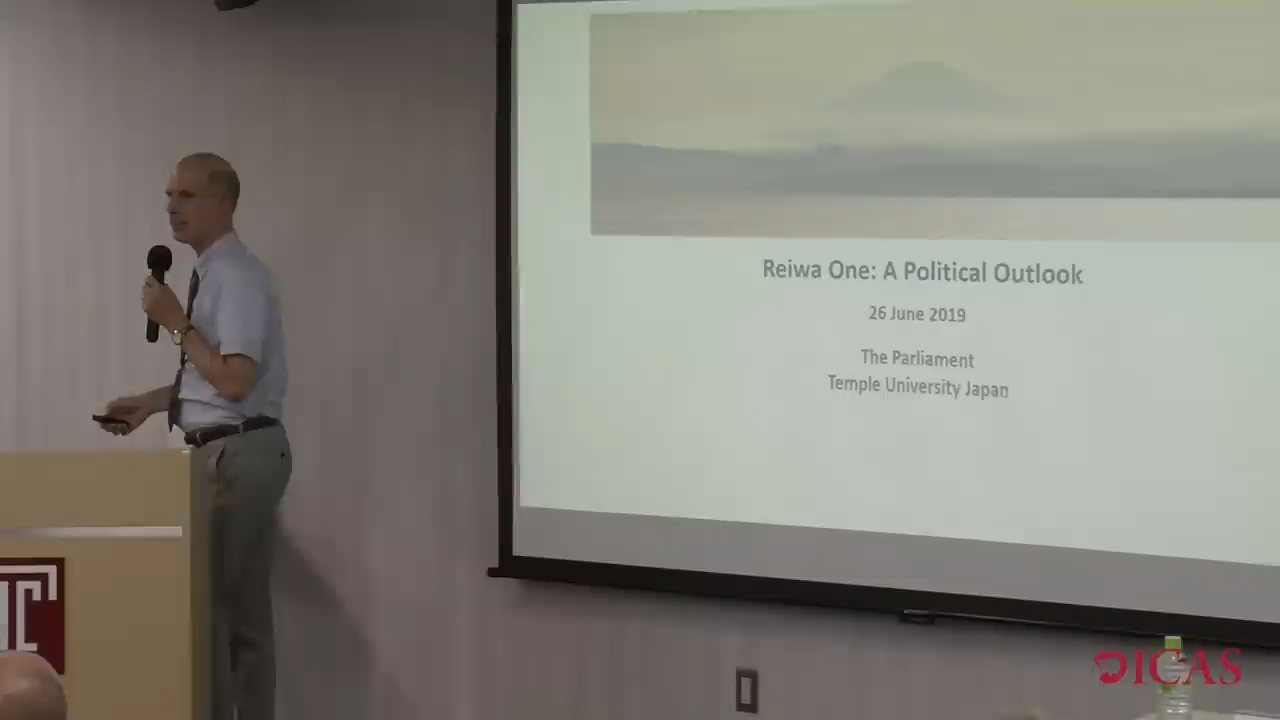 Reiwa One: A Political Outlook
26 June 2019
The Parliament
Temple University Japan
ICAS